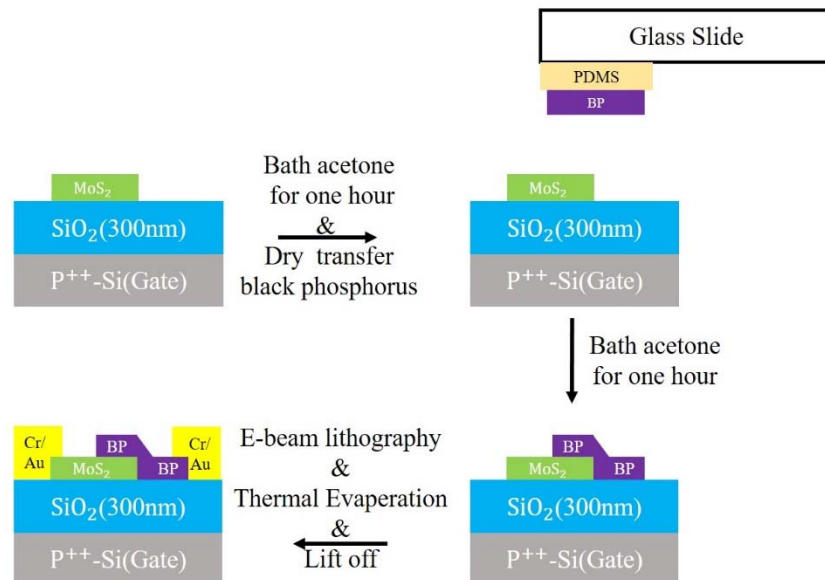 Glass Slide
PDMS
BP
MoS₂
SiO₂(300nm)
P⁺⁺-Si(Gate)
Bath acetone
for one hour
&
Dry transfer
black phosphorus
MoS₂
SiO₂(300nm)
P⁺⁺-Si(Gate)
Bath acetone
for one hour
BP
MoS₂ BP
SiO₂(300nm)
P⁺⁺-Si(Gate)
E-beam lithography
&
Thermal Evaperation
&
Lift off
Cr/
Au
BP
MoS₂ BP
Cr/
Au
SiO₂(300nm)
P⁺⁺-Si(Gate)